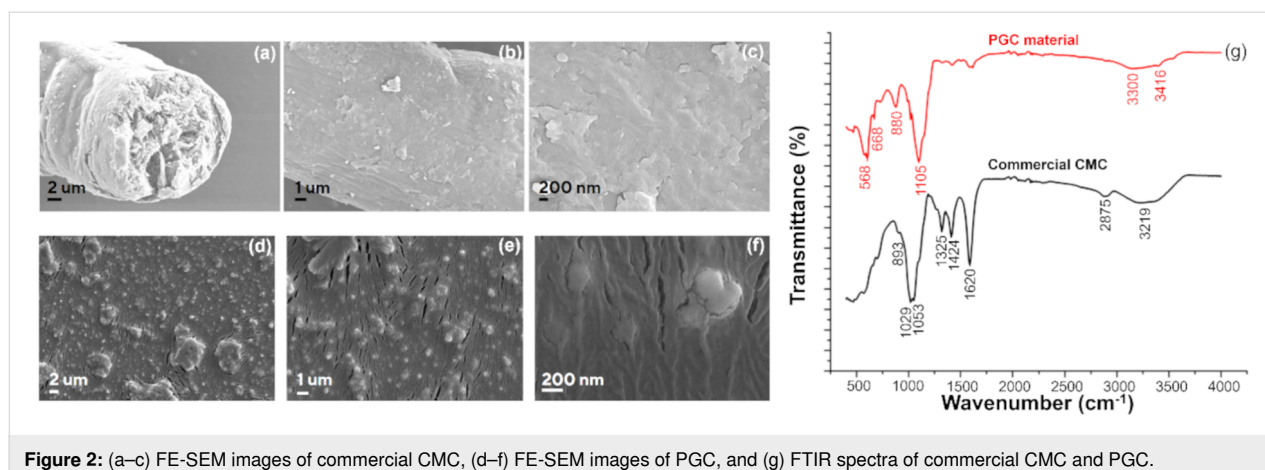 (a)
2 um
(b)
1 um
(c)
200 nm
(d)
2 um
(e)
1 um
(f)
200 nm
(g)
PGC material
3300
3416
568
668
880
1105
Commercial CMC
2875
3219
893
1029
1053
1325
1424
1620
Transmittance (%)
500 1000 1500 2000 2500 3000 3500 4000
Wavenumber (cm⁻¹)
Figure 2: (a–c) FE-SEM images of commercial CMC, (d–f) FE-SEM images of PGC, and (g) FTIR spectra of commercial CMC and PGC.